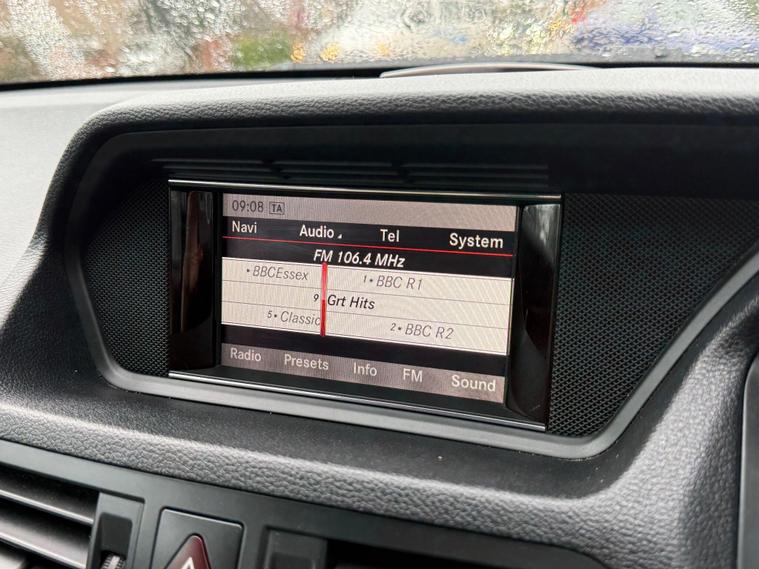 09:08 TA
Navi Audio Tel System
FM 106.4 MHz
•BBCEssex 1•BBC R1
9 Grt Hits
5•Classic 2•BBC R2
Radio Presets Info FM Sound